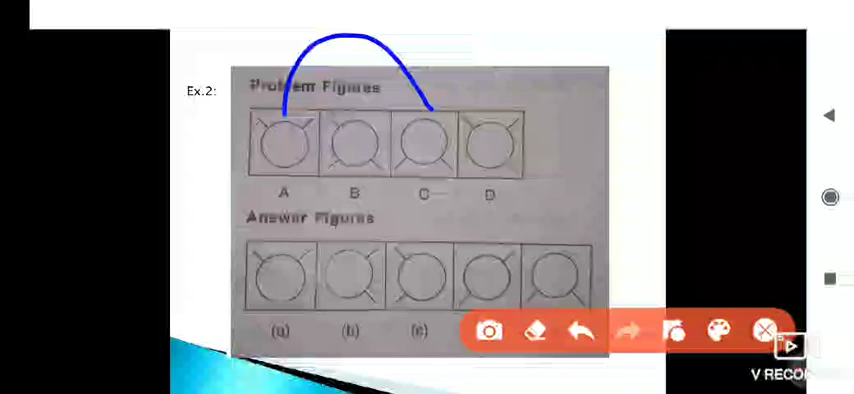 Ex.2:
Problem Figures
A B C D
Answer Figures
(a) (b) (c)
V RECO